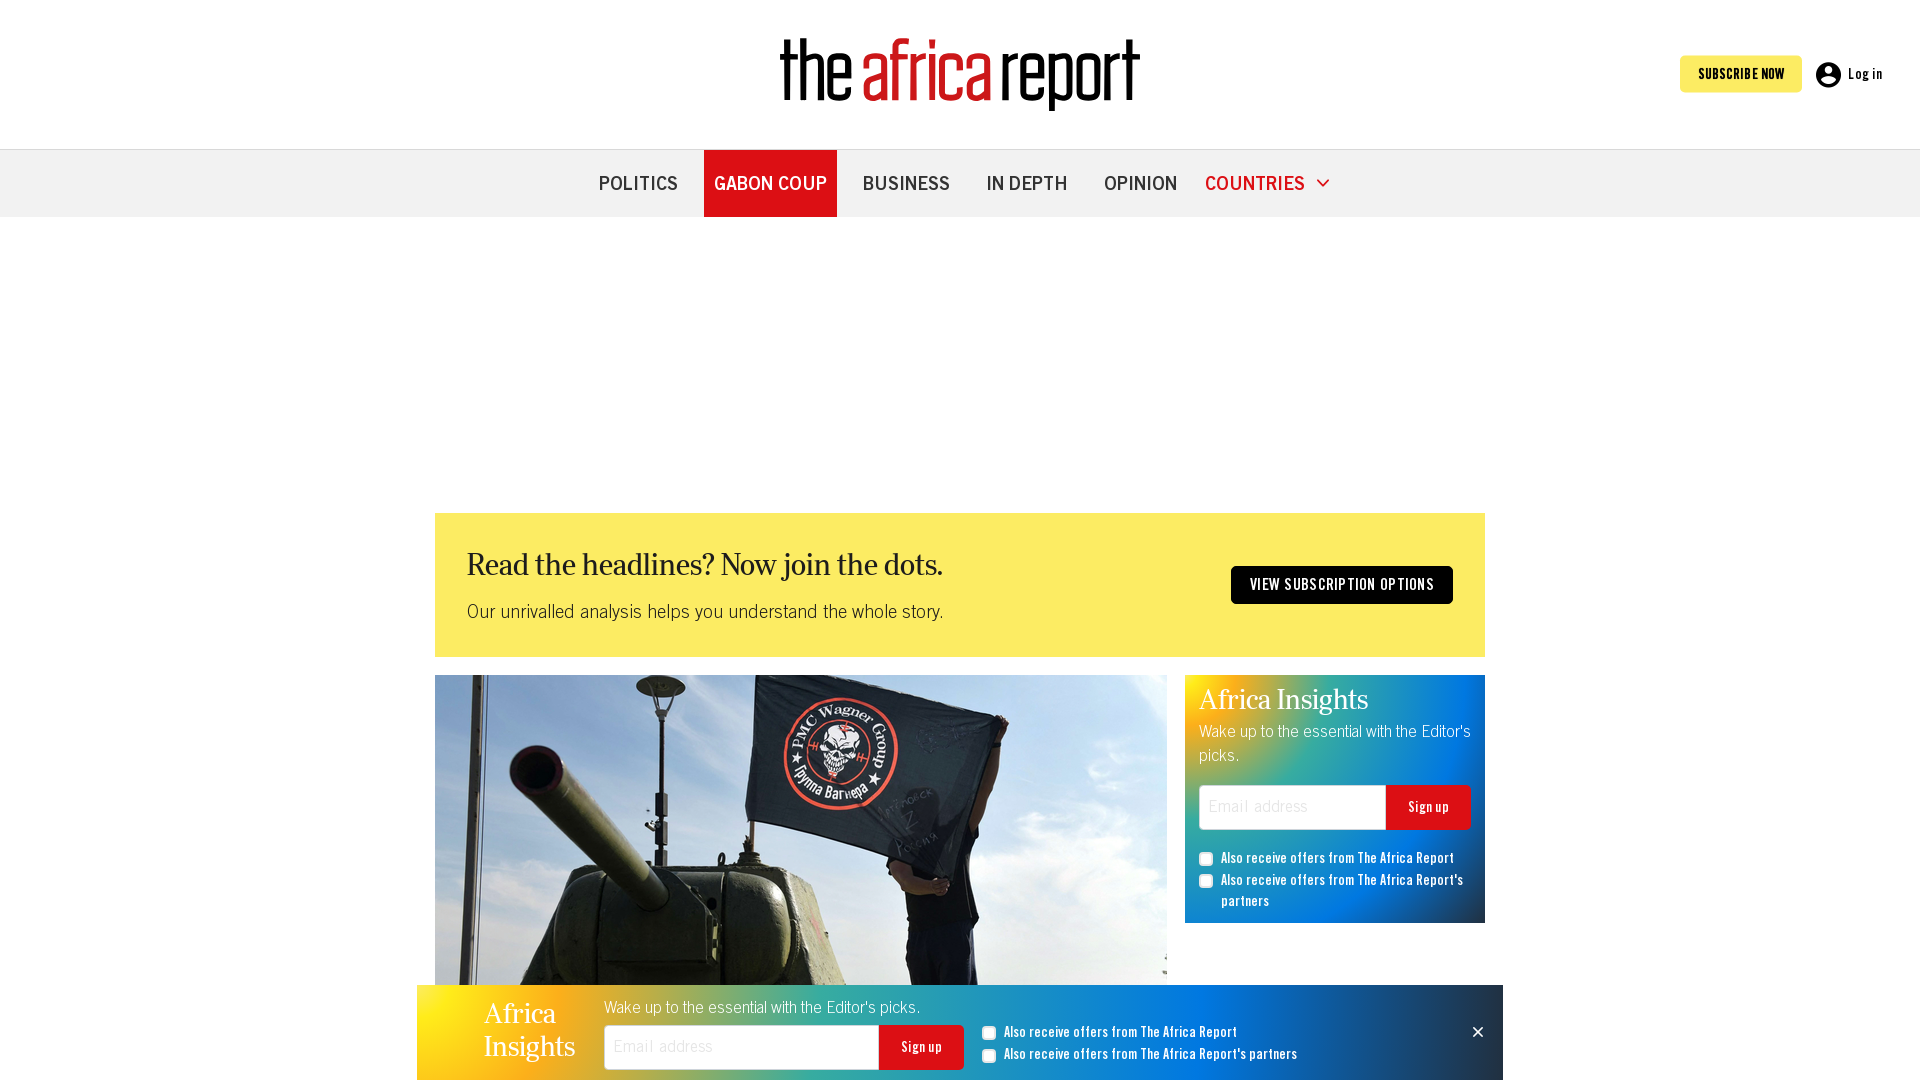 the africa report
SUBSCRIBE NOW
Log in
POLITICS
GABON COUP
BUSINESS
IN DEPTH
OPINION
COUNTRIES
Read the headlines? Now join the dots.
Our unrivalled analysis helps you understand the whole story.
VIEW SUBSCRIPTION OPTIONS
PMC Wagner Group
Группа Вагнера
Z
Россия
Africa Insights
Wake up to the essential with the Editor's
picks.
Email address
Sign up
Also receive offers from The Africa Report
Also receive offers from The Africa Report's
partners
Africa
Insights
Wake up to the essential with the Editor's picks.
Email address
Sign up
Also receive offers from The Africa Report
Also receive offers from The Africa Report's partners
×